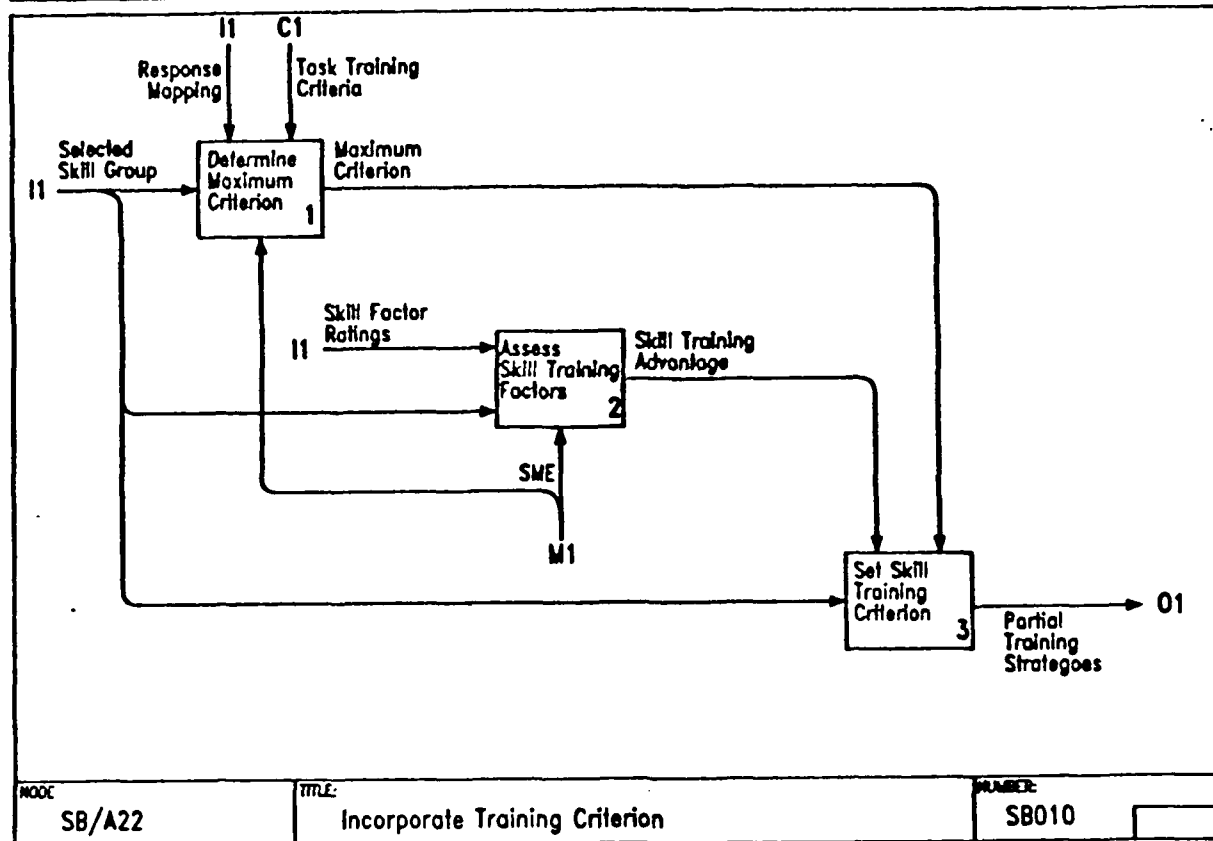 I1 C1
Response
Mapping
Task Training
Criteria
Selected
Skill Group
I1
Determine
Maximum
Criterion
1
Maximum
Criterion
Skill Factor
Ratings
I1
Assess
Skill Training
Factors
2
Skill Training
Advantage
SME
M1
Set Skill
Training
Criterion
3
Partial
Training
Strategoes
O1
NODE
SB/A22
TITLE:
Incorporate Training Criterion
NUMBER:
SB010